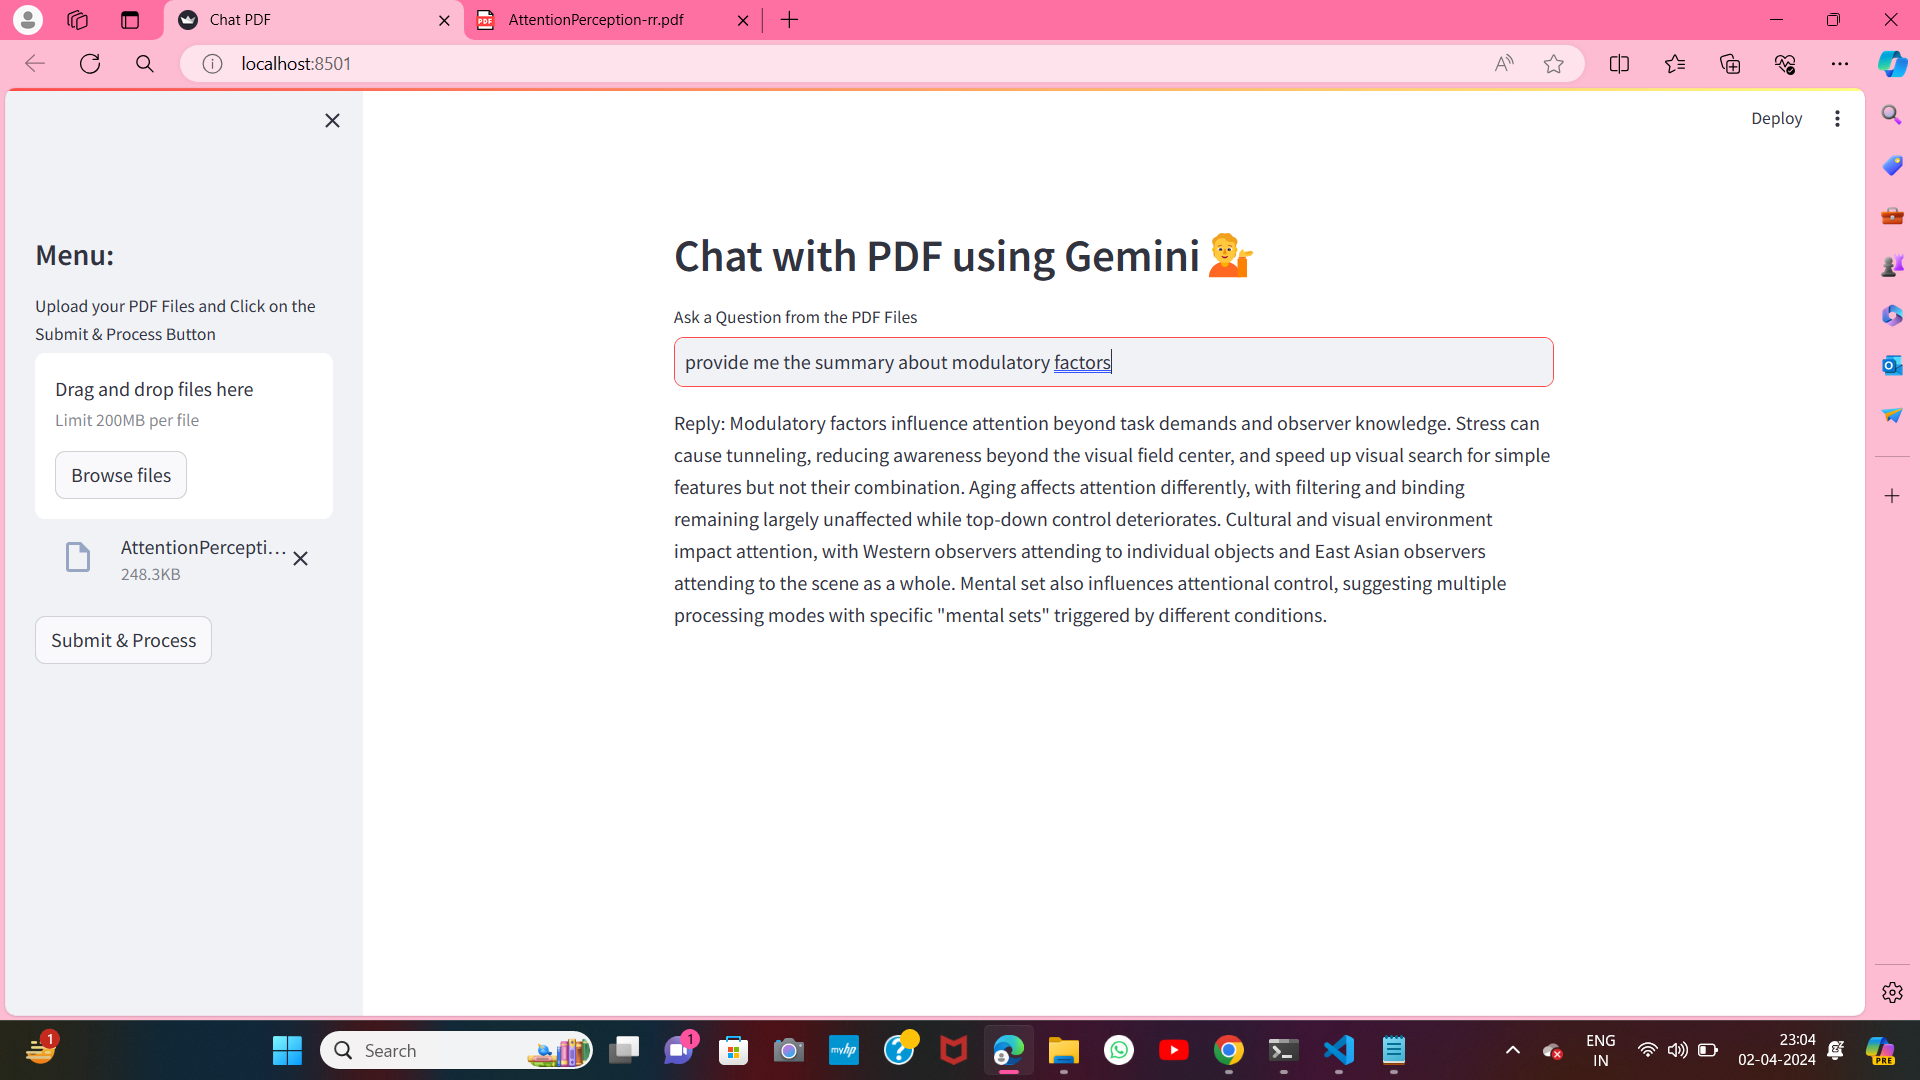 Chat PDF
AttentionPerception-rr.pdf
localhost:8501
Deploy
Menu:
Upload your PDF Files and Click on the
Submit & Process Button
Drag and drop files here
Limit 200MB per file
Browse files
AttentionPercepti...
248.3KB
Submit & Process
Chat with PDF using Gemini
Ask a Question from the PDF Files
provide me the summary about modulatory factors
Reply: Modulatory factors influence attention beyond task demands and observer knowledge. Stress can
cause tunneling, reducing awareness beyond the visual field center, and speed up visual search for simple
features but not their combination. Aging affects attention differently, with filtering and binding
remaining largely unaffected while top-down control deteriorates. Cultural and visual environment
impact attention, with Western observers attending to individual objects and East Asian observers
attending to the scene as a whole. Mental set also influences attentional control, suggesting multiple
processing modes with specific "mental sets" triggered by different conditions.
1
Search
1
myhp
ENG
IN
23:04
02-04-2024
PRE